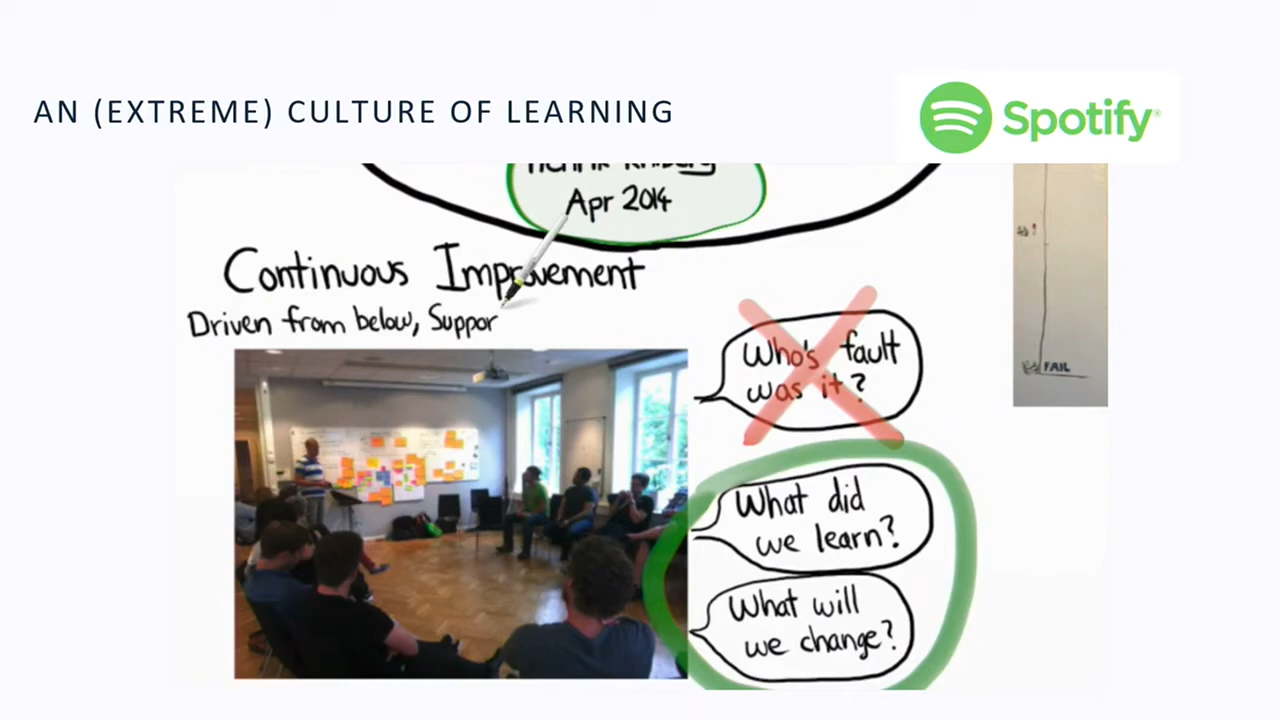 AN (EXTREME) CULTURE OF LEARNING
Spotify®
Apr 2014
Continuous Improvement
Driven from below, Suppor
Who's fault
was it?
FAIL
What did
we learn?
What will
we change?